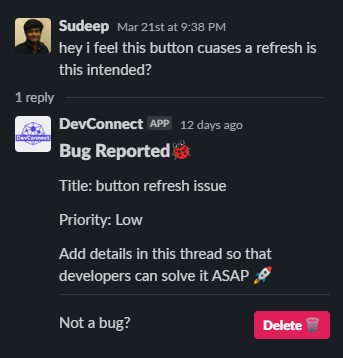 Sudeep Mar 21st at 9:38 PM
hey i feel this button cuases a refresh is
this intended?
1 reply
DevConnect
DevConnect APP 12 days ago
Bug Reported🐞
Title: button refresh issue
Priority: Low
Add details in this thread so that
developers can solve it ASAP 🚀
Not a bug?
Delete 🗑️